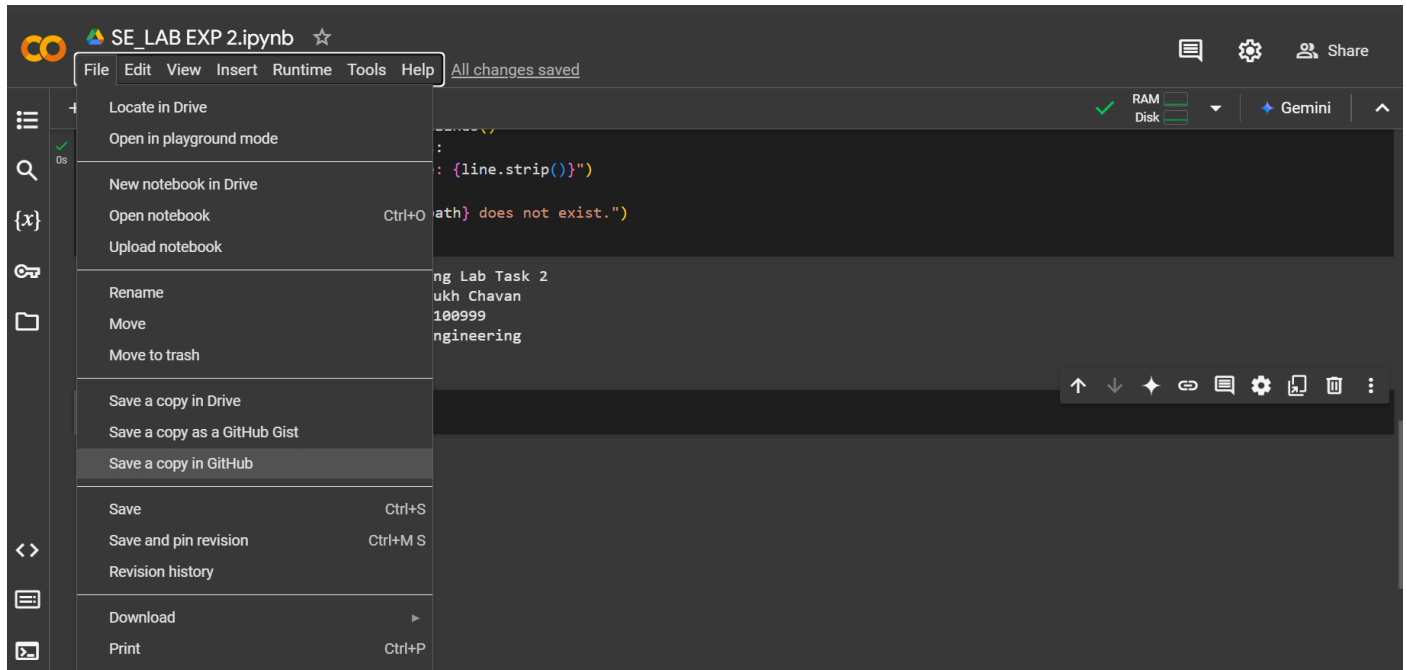 SE_LAB EXP 2.ipynb
File Edit View Insert Runtime Tools Help All changes saved
Share
RAM
Disk
Gemini
0s
{x}
Locate in Drive
Open in playground mode
New notebook in Drive
Open notebook Ctrl+O
Upload notebook
Rename
Move
Move to trash
Save a copy in Drive
Save a copy as a GitHub Gist
Save a copy in GitHub
Save Ctrl+S
Save and pin revision Ctrl+M S
Revision history
Download
Print Ctrl+P
:
: {line.strip()}")
ath} does not exist.")
ng Lab Task 2
ukh Chavan
100999
ngineering